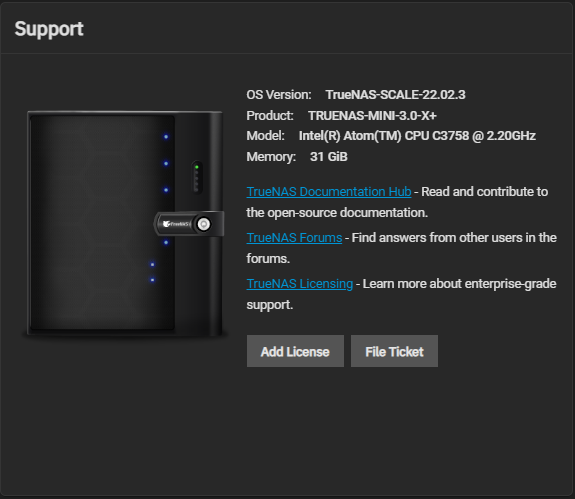 Support
OS Version: TrueNAS-SCALE-22.02.3
Product: TRUENAS-MINI-3.0-X+
Model: Intel(R) Atom(TM) CPU C3758 @ 2.20GHz
Memory: 31 GiB
TrueNAS Documentation Hub - Read and contribute to
the open-source documentation.
TrueNAS Forums - Find answers from other users in the
forums.
TrueNAS Licensing - Learn more about enterprise-grade
support.
Add License File Ticket
FreeNAS